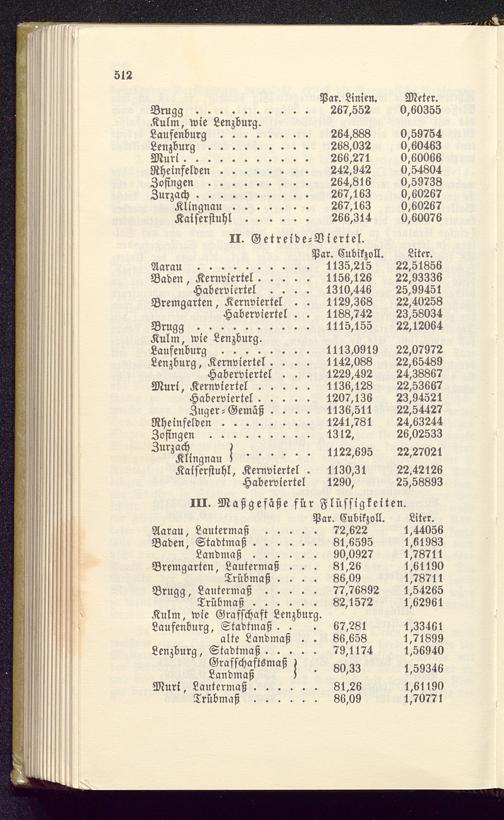 512
Par. Linien. Meter.
Brugg . . . . . . . . . . 267,552 0,60355
Kulm, wie Lenzburg.
Laufenburg . . . . . . . . 264,888 0,59754
Lenzburg . . . . . . . . 268,032 0,60463
Muri . . . . . . . . . . 266,271 0,60066
Rheinfelden . . . . . . . . 242,942 0,54804
Zofingen . . . . . . . . . 264,816 0,59738
Zurzach . . . . . . . . . 267,163 0,60267
Klingnau . . . . . . . 267,163 0,60267
Kaiserstuhl . . . . . . 266,314 0,60076
II. Getreide=Viertel.
Par. Cubikzoll. Liter.
Aarau . . . . . . . . . . 1135,215 22,51856
Baden, Kernviertel . . . . . 1156,126 22,93336
Haberviertel . . . . 1310,446 25,99451
Bremgarten, Kernviertel . . 1129,368 22,40258
Haberviertel . . 1188,742 23,58034
Brugg . . . . . . . . . . 1115,155 22,12064
Kulm, wie Lenzburg.
Laufenburg . . . . . . . . 1113,0919 22,07972
Lenzburg, Kernviertel . . . . 1142,088 22,65489
Haberviertel . . . 1229,492 24,38867
Muri, Kernviertel . . . . . 1136,128 22,53667
Haberviertel . . . . . 1207,136 23,94521
Zuger=Gemäß . . . . 1136,511 22,54427
Rheinfelden . . . . . . . . 1241,781 24,63244
Zofingen . . . . . . . . . 1312, 26,02533
Zurzach }
Klingnau } . . . . . . 1122,695 22,27021
Kaiserstuhl, Kernviertel . 1130,31 22,42126
Haberviertel 1290, 25,58893
III. Maßgefäße für Flüssigkeiten.
Par. Cubikzoll. Liter.
Aarau, Lautermaß . . . . . 72,622 1,44056
Baden, Stadtmaß . . . . . . 81,6595 1,61983
Landmaß . . . . . . 90,0927 1,78711
Bremgarten, Lautermaß . . . 81,26 1,61190
Trübmaß . . . . 86,09 1,78711
Brugg, Lautermaß . . . . . 77,76892 1,54265
Trübmaß . . . . . . 82,1572 1,62961
Kulm, wie Grafschaft Lenzburg.
Laufenburg, Stadtmaß . . . 67,281 1,33461
alte Landmaß . . 86,658 1,71899
Lenzburg, Stadtmaß . . . . . 79,1174 1,56940
Grafschaftsmaß }
Landmaß } . 80,33 1,59346
Muri, Lautermaß . . . . . . 81,26 1,61190
Trübmaß . . . . . . 86,09 1,70771